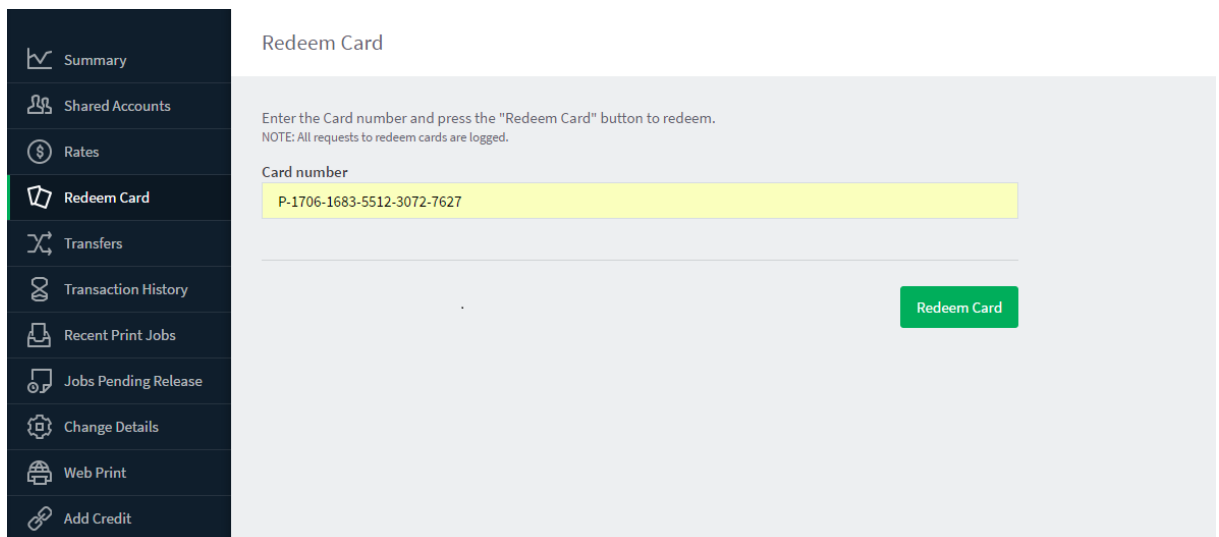 Summary
Shared Accounts
Rates
Redeem Card
Transfers
Transaction History
Recent Print Jobs
Jobs Pending Release
Change Details
Web Print
Add Credit
Redeem Card
Enter the Card number and press the "Redeem Card" button to redeem.
NOTE: All requests to redeem cards are logged.
Card number
P-1706-1683-5512-3072-7627
Redeem Card